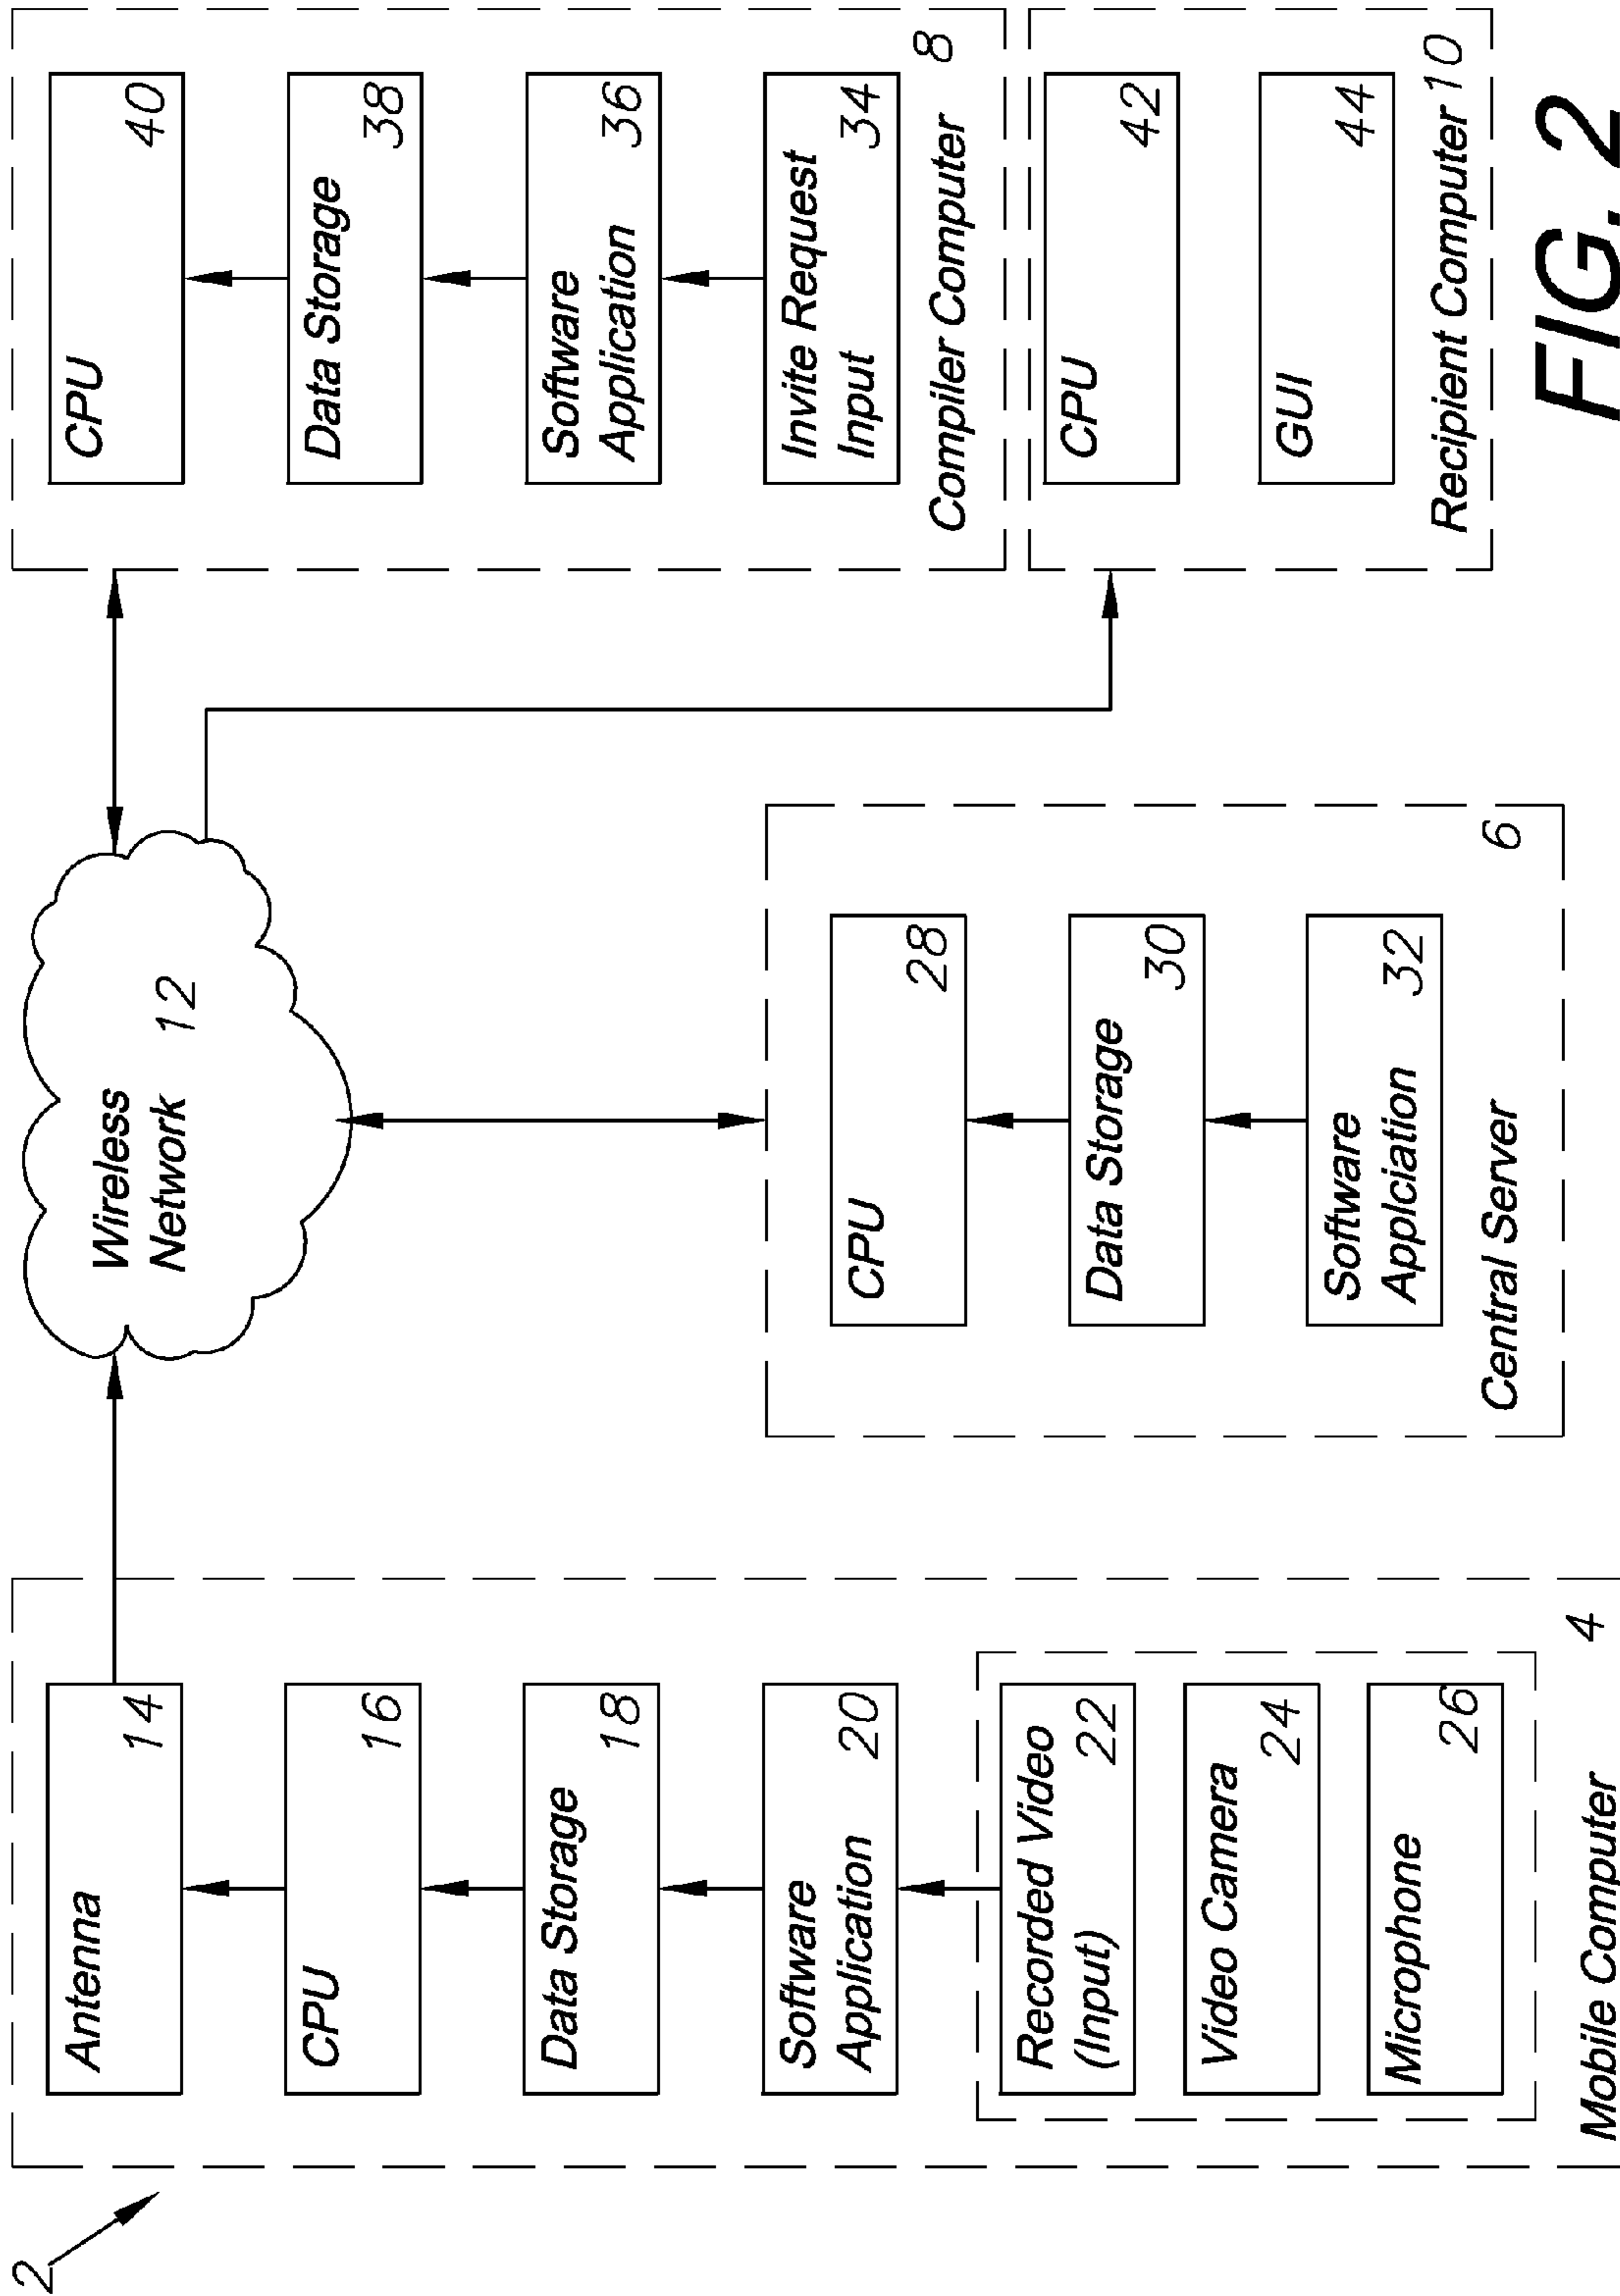 2
Antenna
14
CPU
16
Data Storage
18
Software
Application
20
Recorded Video
(Input)
22
Video Camera
24
Microphone
26
Mobile Computer
4
Wireless
Network
12
CPU
28
Data Storage
30
Software
Applciation
32
Central Server
6
CPU
40
Data Storage
38
Software
Application
36
Invite Request
Input
34
Compiler Computer
8
CPU
42
GUI
44
Recipient Computer 10
FIG. 2